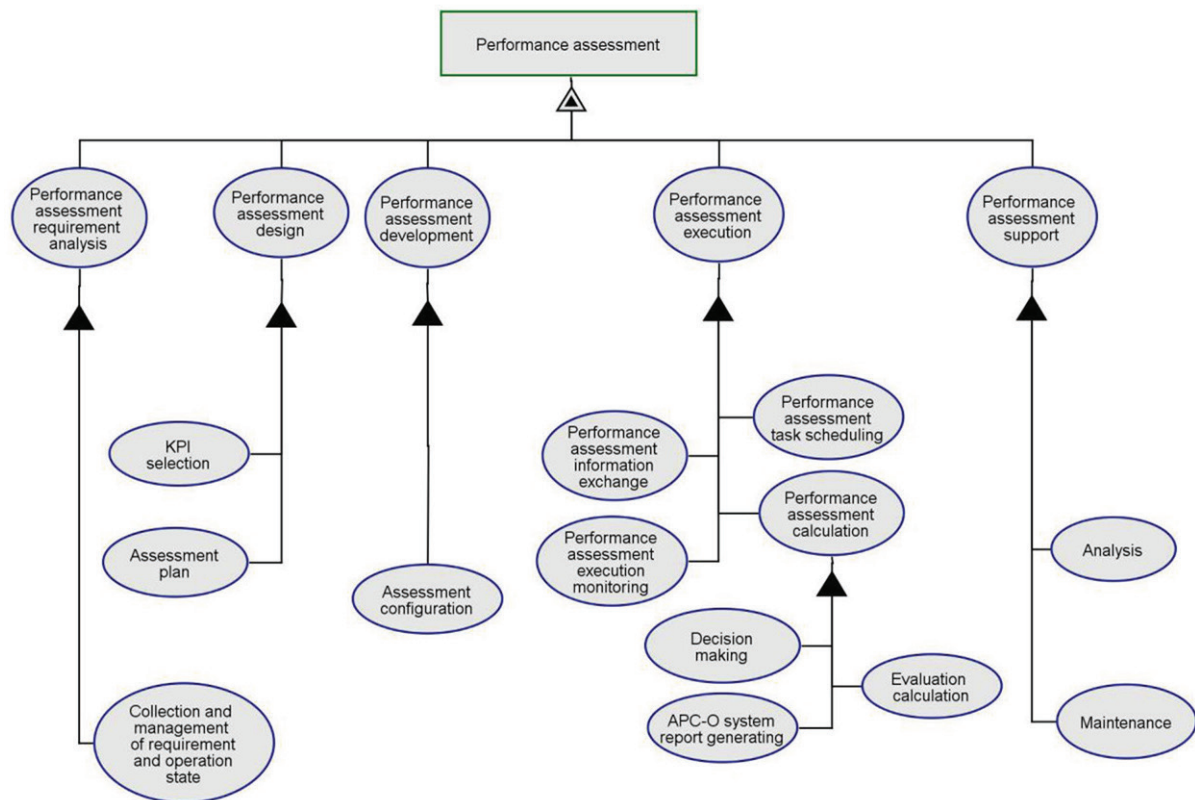 Performance assessment
Performance
assessment
requirement
analysis
Performance
assessment
design
Performance
assessment
development
Performance
assessment
execution
Performance
assessment
support
KPI
selection
Assessment
plan
Collection and
management
of requirement
and operation
state
Assessment
configuration
Performance
assessment
task scheduling
Performance
assessment
information
exchange
Performance
assessment
calculation
Performance
assessment
execution
monitoring
Decision
making
Evaluation
calculation
APC-O system
report generating
Analysis
Maintenance